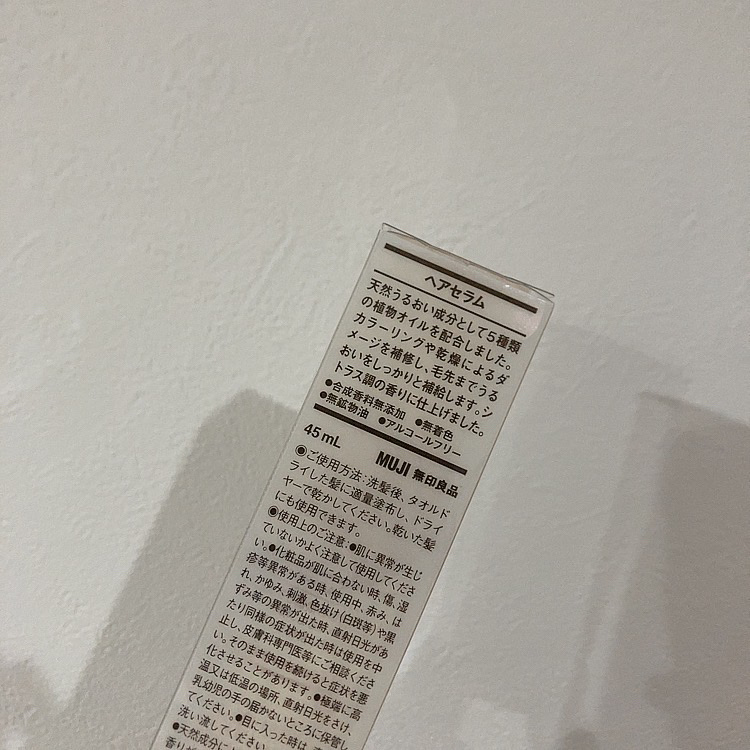 ヘアセラム
天然うるおい成分として5種類
の植物オイルを配合しました。
カラーリングや乾燥によるダ
メージを補修し、毛先までうる
おいをしっかりと補給します。シ
トラス調の香りに仕上げました。
●合成香料無添加 ●無着色
●無鉱物油 ●アルコールフリー
45mL
MUJI 無印良品
◉ご使用方法:洗髪後、タオルド
ライした髪に適量塗布し、ドライ
ヤーで乾かしてください。乾いた髪
にも使用できます。
◉使用上のご注意:●肌に異常が生じ
ていないかよく注意して使用してくださ
い。●化粧品が肌に合わない時、傷、湿
疹等異常がある時、使用中、赤み、は
れ、かゆみ、刺激、色抜け(白斑等)や黒
ずみ等の異常が出た時、直射日光があ
たり同様の症状が出た時は使用を中
止し、皮膚科専門医等にご相談くださ
い。そのまま使用を続けると症状を悪
化させることがあります。●極端に高
温又は低温の場所、直射日光をさけ、
乳幼児の手の届かないところに保管し
てください。●目に入った時は、
洗い流してください。
●天然成分に